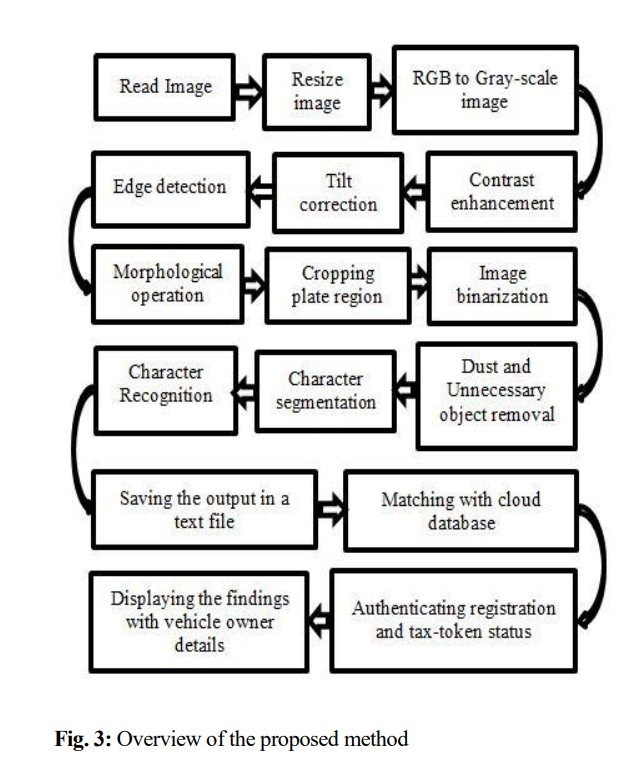 Read Image
Resize
image
RGB to Gray-scale
image
Contrast
enhancement
Tilt
correction
Edge detection
Morphological
operation
Cropping
plate region
Image
binarization
Dust and
Unnecessary
object removal
Character
segmentation
Character
Recognition
Saving the output in a
text file
Matching with cloud
database
Authenticating registration
and tax-token status
Displaying the findings
with vehicle owner
details
Fig. 3: Overview of the proposed method